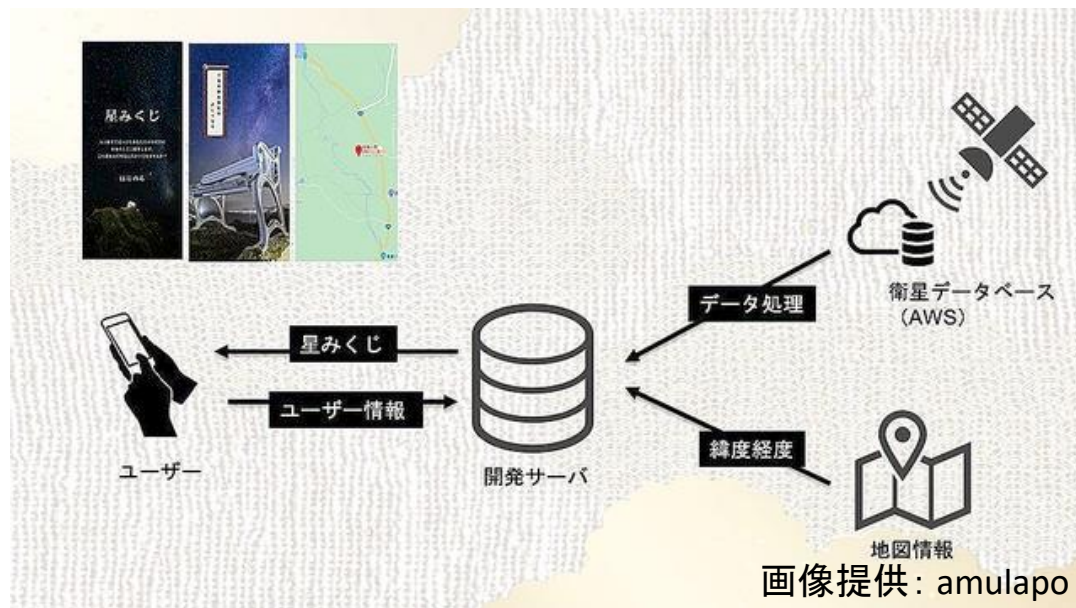 星みくじ
データ処理
衛星データベース
（AWS）
星みくじ
ユーザー情報
緯度経度
ユーザー
開発サーバ
地図情報
画像提供：amulapo